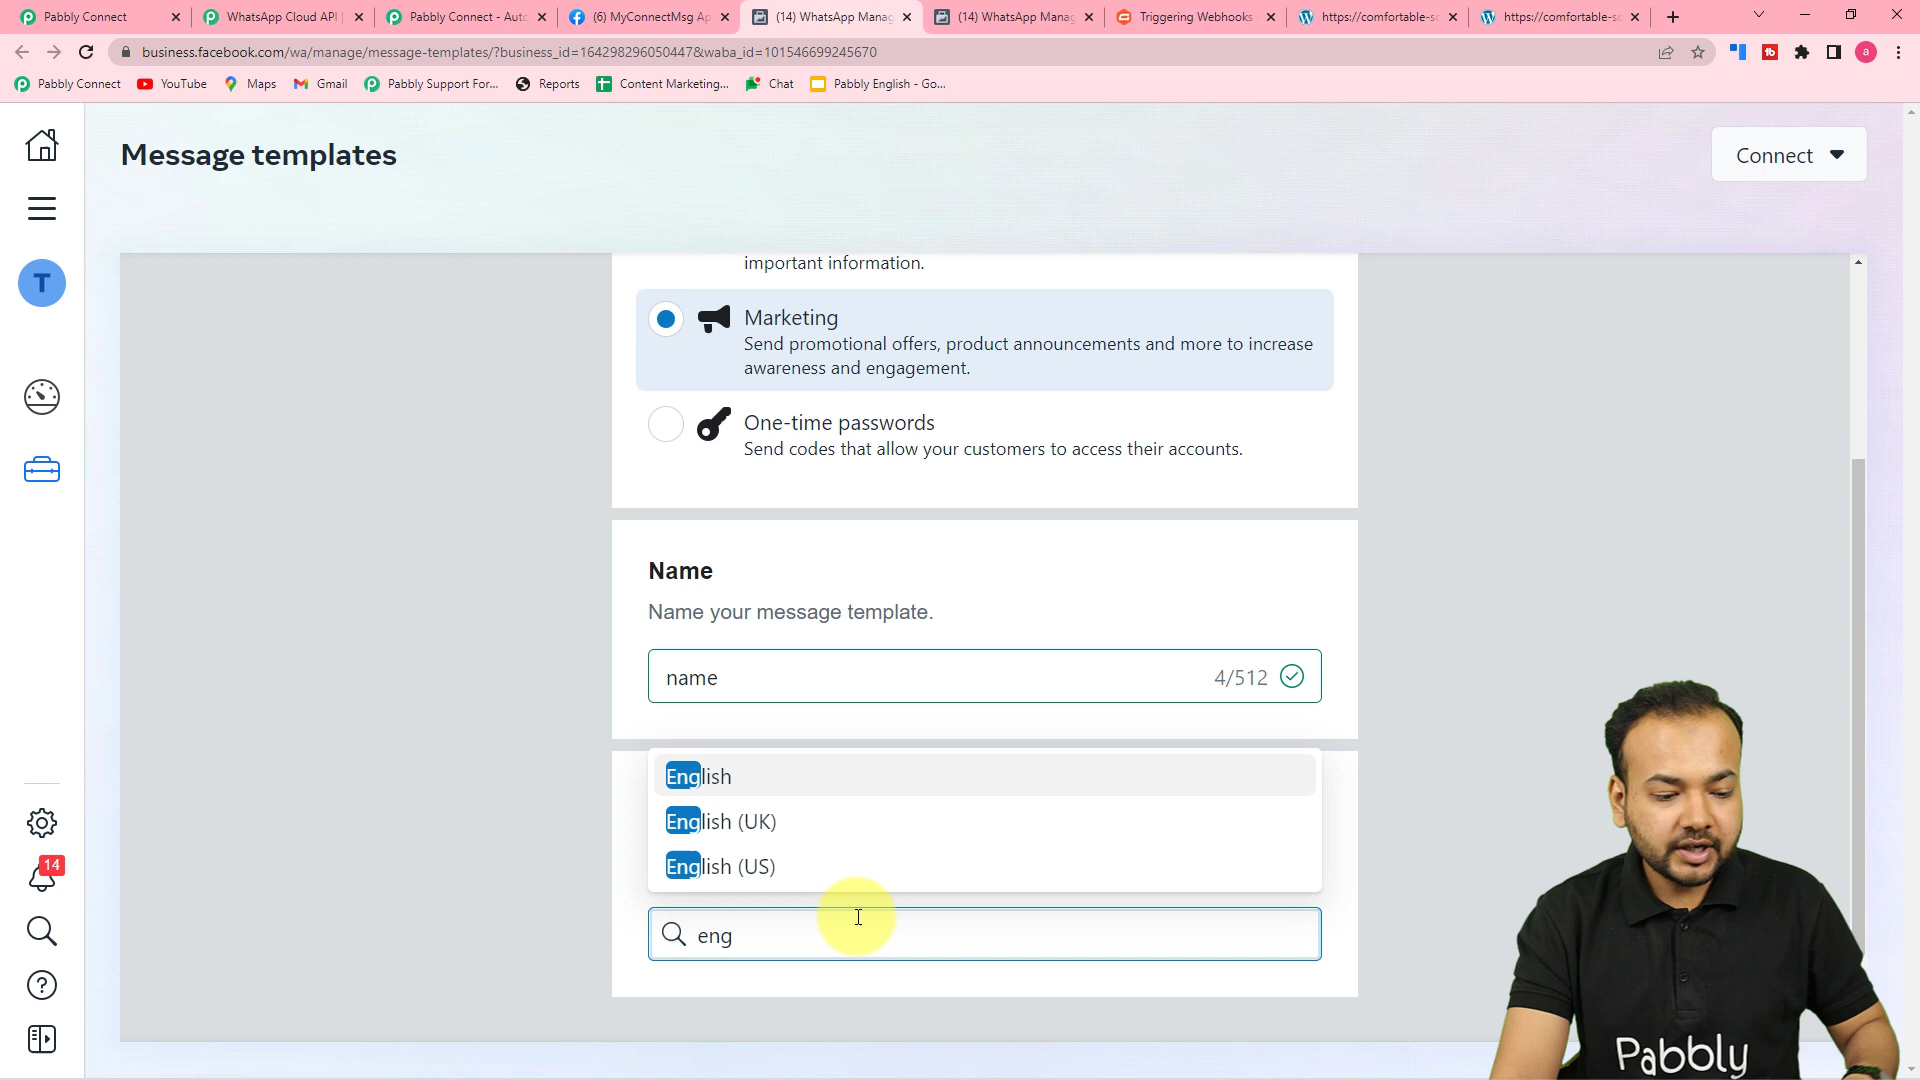 Pabbly Connect
WhatsApp Cloud API
Pabbly Connect - Auto
(6) MyConnectMsg Ap
(14) WhatsApp Manag
(14) WhatsApp Manag
Triggering Webhooks
https://comfortable-so
https://comfortable-so
business.facebook.com/wa/manage/message-templates/?business_id=164298296050447&waba_id=101546699245670
a
Pabbly Connect
YouTube
Maps
Gmail
Pabbly Support For...
Reports
Content Marketing...
Chat
Pabbly English - Go...
Message templates
Connect
T
important information.
Marketing
Send promotional offers, product announcements and more to increase
awareness and engagement.
One-time passwords
Send codes that allow your customers to access their accounts.
Name
Name your message template.
name
4/512
English
English (UK)
English (US)
eng
14
Pabbly